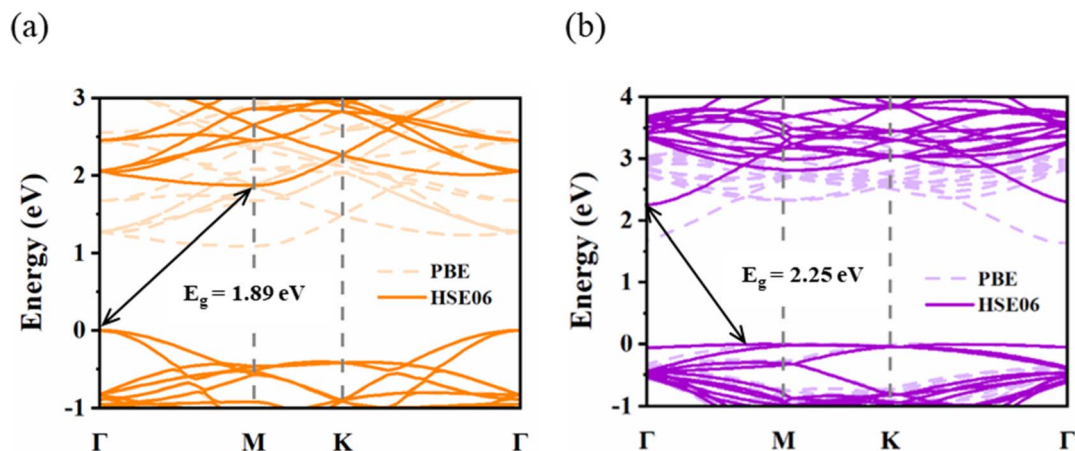 (a)
(b)
3
2
1
0
-1
Energy (eV)
E_g = 1.89 eV
PBE
HSE06
Γ M K Γ
4
3
2
1
0
-1
Energy (eV)
E_g = 2.25 eV
PBE
HSE06
Γ M K Γ